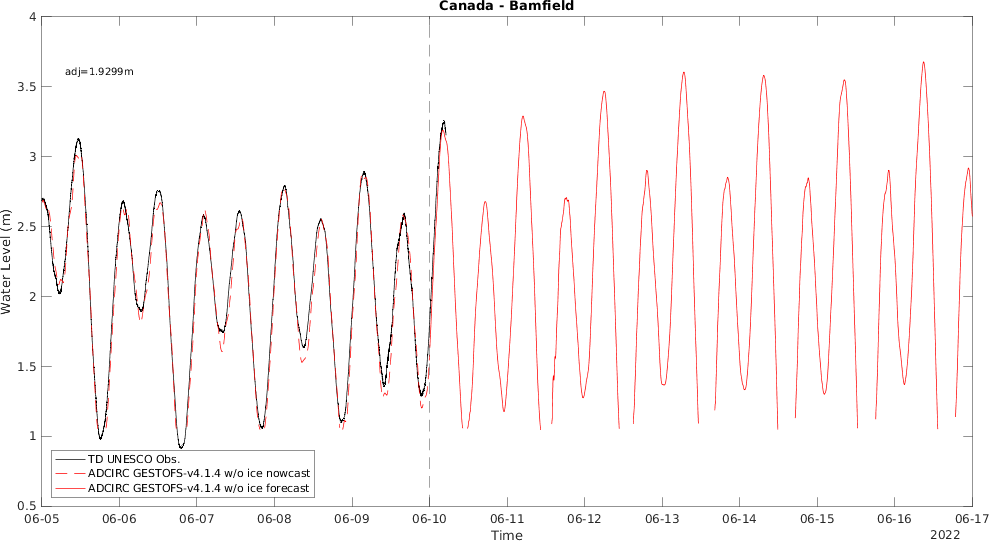 Canada - Bamfield
adj=1.9299m
Water Level (m)
4
3.5
3
2.5
2
1.5
1
0.5
TD UNESCO Obs.
ADCIRC GESTOFS-v4.1.4 w/o ice nowcast
ADCIRC GESTOFS-v4.1.4 w/o ice forecast
06-05 06-06 06-07 06-08 06-09 06-10 06-11 06-12 06-13 06-14 06-15 06-16 06-17
Time
2022